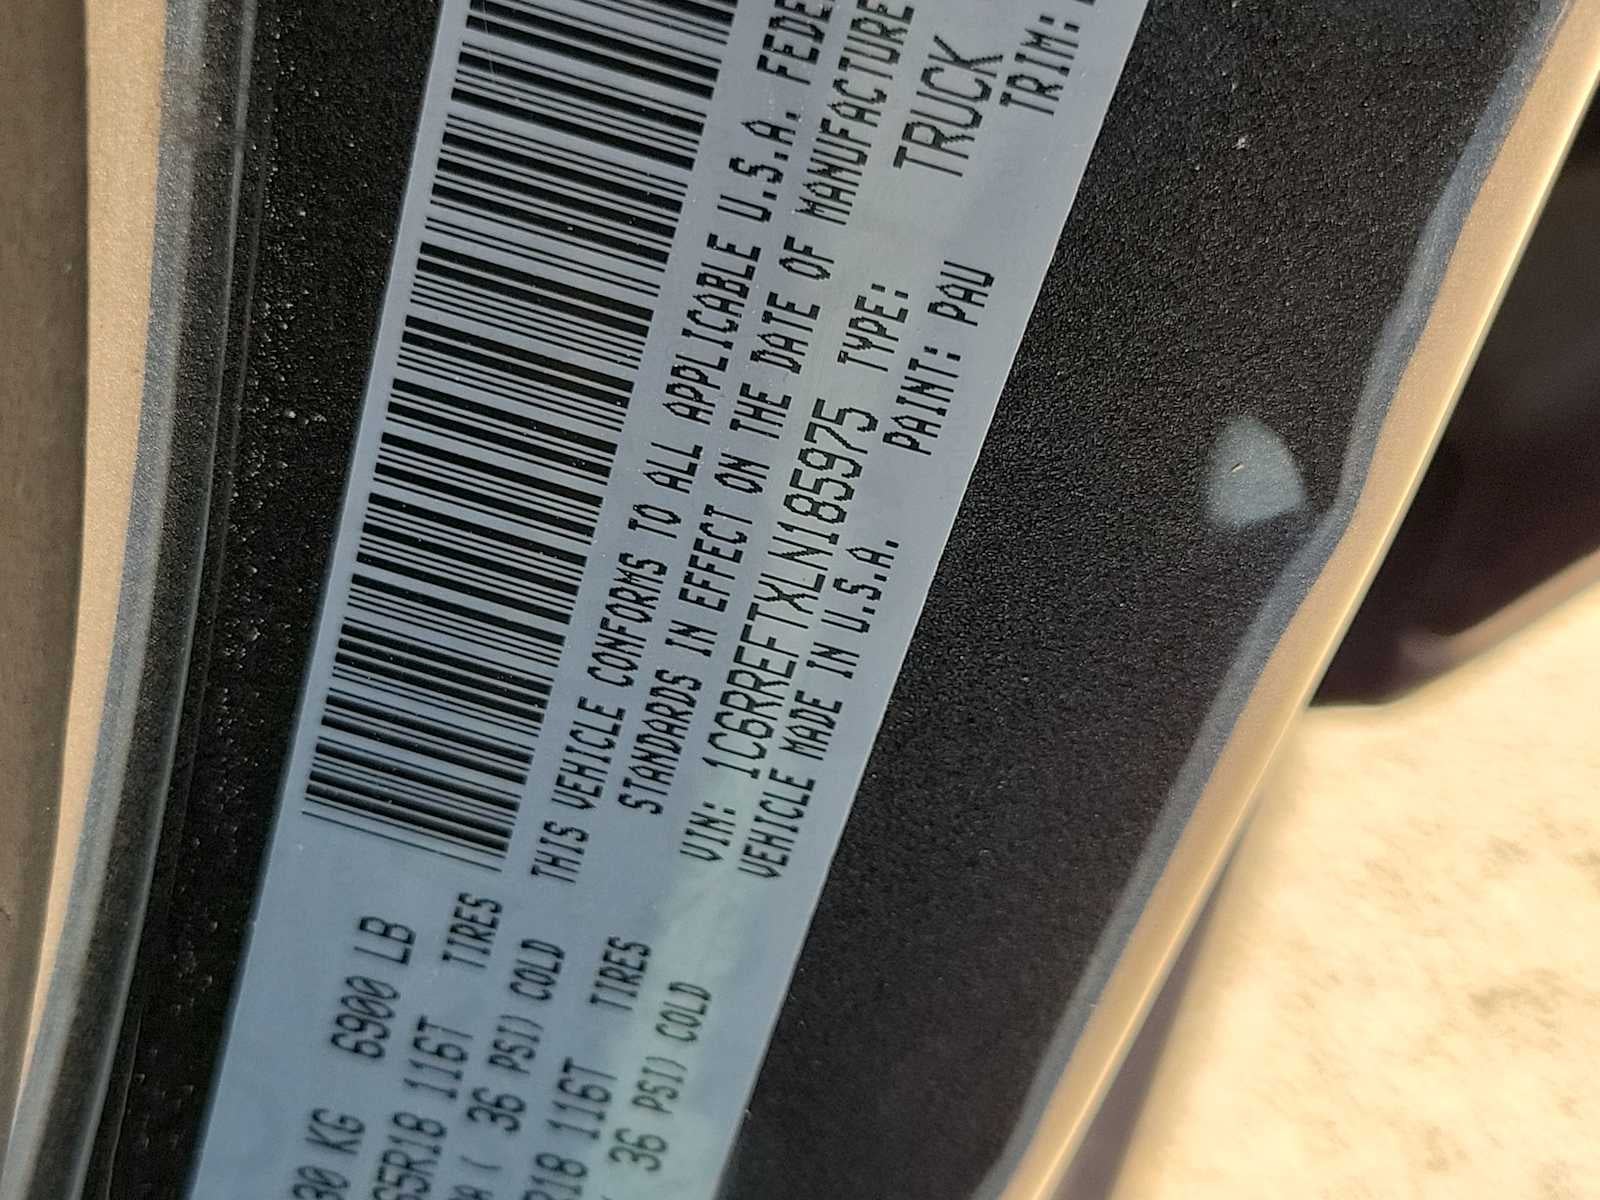 30 KG 6900 LB
65R18 116T TIRES
A ( 36 PSI) COLD
R18 116T TIRES
36 PSI) COLD
THIS VEHICLE CONFORMS TO ALL APPLICABLE U.S.A. FEDE
STANDARDS IN EFFECT ON THE DATE OF MANUFACTURE
VIN: 1C6RREFTXLN185975 TYPE: TRUCK
VEHICLE MADE IN U.S.A. PAINT: PAU TRIM: